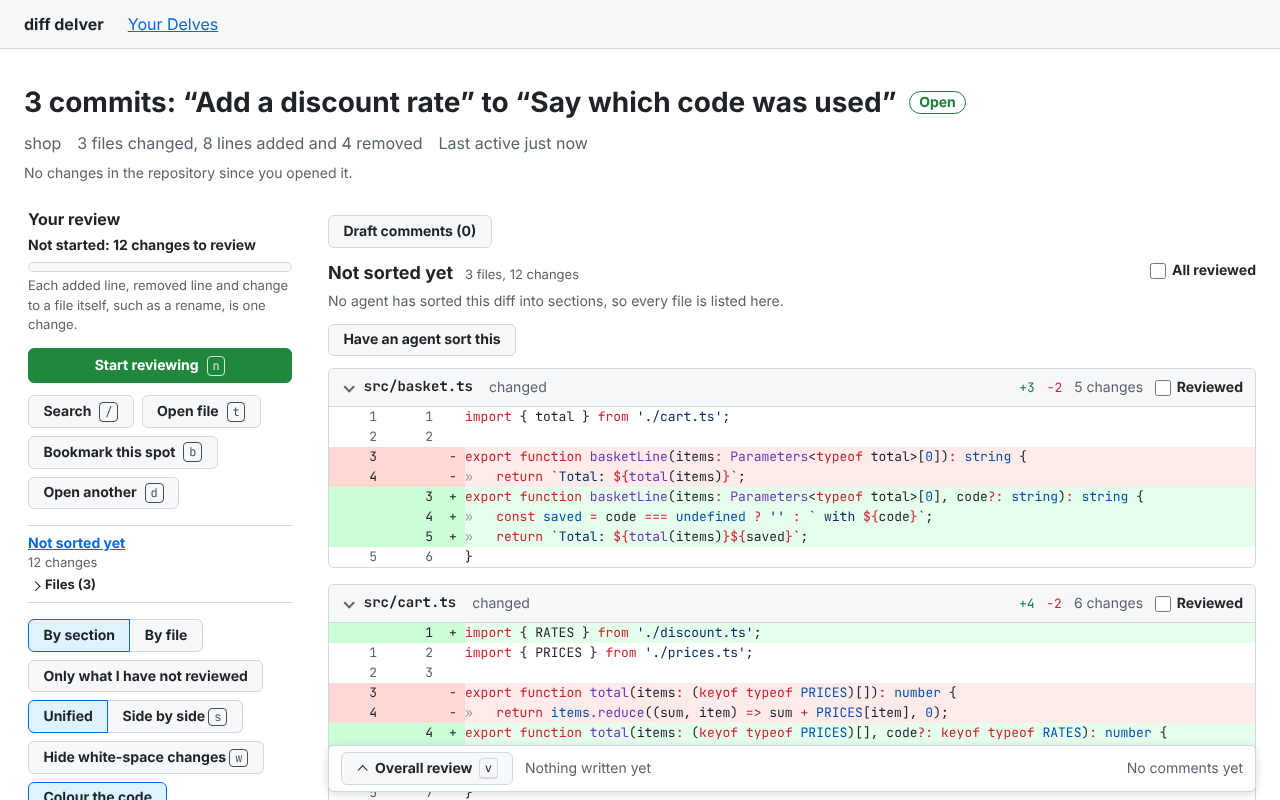 diff delver Your Delves
3 commits: “Add a discount rate” to “Say which code was used” Open
shop 3 files changed, 8 lines added and 4 removed Last active just now
No changes in the repository since you opened it.
Your review
Not started: 12 changes to review
Each added line, removed line and change
to a file itself, such as a rename, is one
change.
Start reviewing n
Search / Open file t
Bookmark this spot b
Open another d
Not sorted yet
12 changes
Files (3)
By section By file
Only what I have not reviewed
Unified Side by side s
Hide white-space changes w
Colour the code
Draft comments (0)
Not sorted yet 3 files, 12 changes All reviewed
No agent has sorted this diff into sections, so every file is listed here.
Have an agent sort this
src/basket.ts changed +3 -2 5 changes Reviewed
1 1 import { total } from './cart.ts';
2 2
3 - export function basketLine(items: Parameters<typeof total>[0]): string {
4 - » return `Total: ${total(items)}`;
3 + export function basketLine(items: Parameters<typeof total>[0], code?: string): string {
4 + » const saved = code === undefined ? '' : ` with ${code}`;
5 + » return `Total: ${total(items)}${saved}`;
5 6 }
src/cart.ts changed +4 -2 6 changes Reviewed
1 + import { RATES } from './discount.ts';
1 2 import { PRICES } from './prices.ts';
2 3
3 - export function total(items: (keyof typeof PRICES)[]): number {
4 - » return items.reduce((sum, item) => sum + PRICES[item], 0);
4 + export function total(items: (keyof typeof PRICES)[], code?: keyof typeof RATES): number {
Overall review v Nothing written yet No comments yet
5 7 }